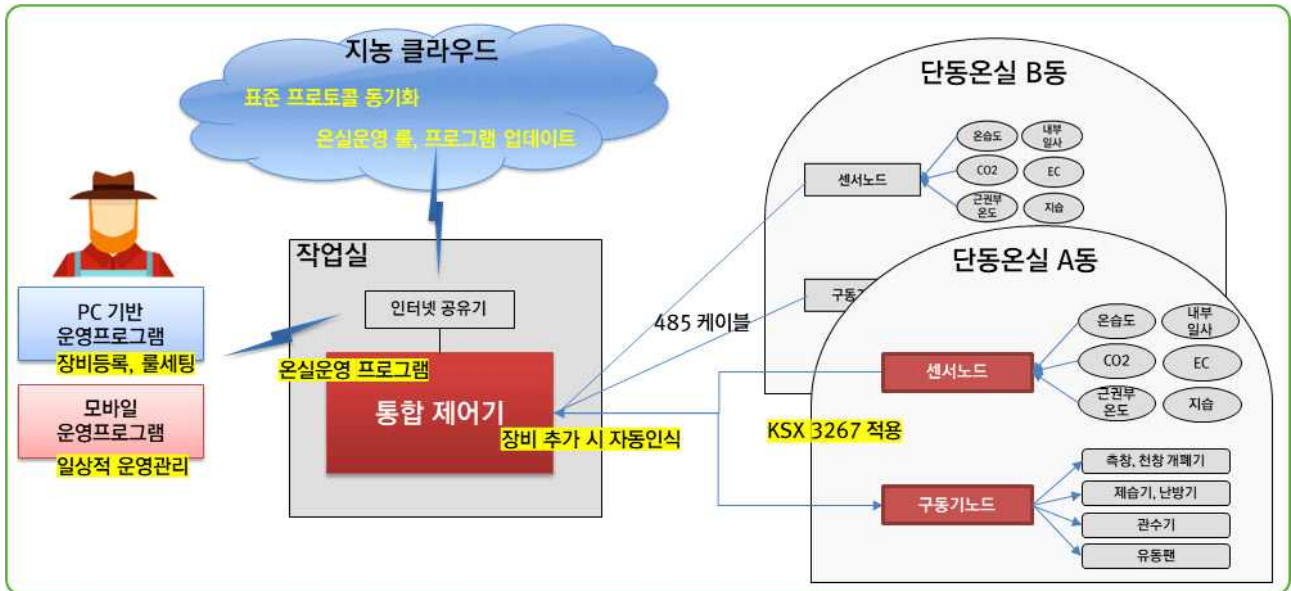 지농 클라우드
표준 프로토콜 동기화
온실운영 룰, 프로그램 업데이트
PC 기반
운영프로그램
장비등록, 룰세팅
모바일
운영프로그램
일상적 운영관리
작업실
인터넷 공유기
온실운영 프로그램
통합 제어기
장비 추가 시 자동인식
485 케이블
KSX 3267 적용
단동온실 B동
센서노드
온습도
내부
일사
CO2
EC
근권부
온도
지습
단동온실 A동
센서노드
온습도
내부
일사
CO2
EC
근권부
온도
지습
구동기노드
측창, 천창 개폐기
제습기, 난방기
관수기
유동팬